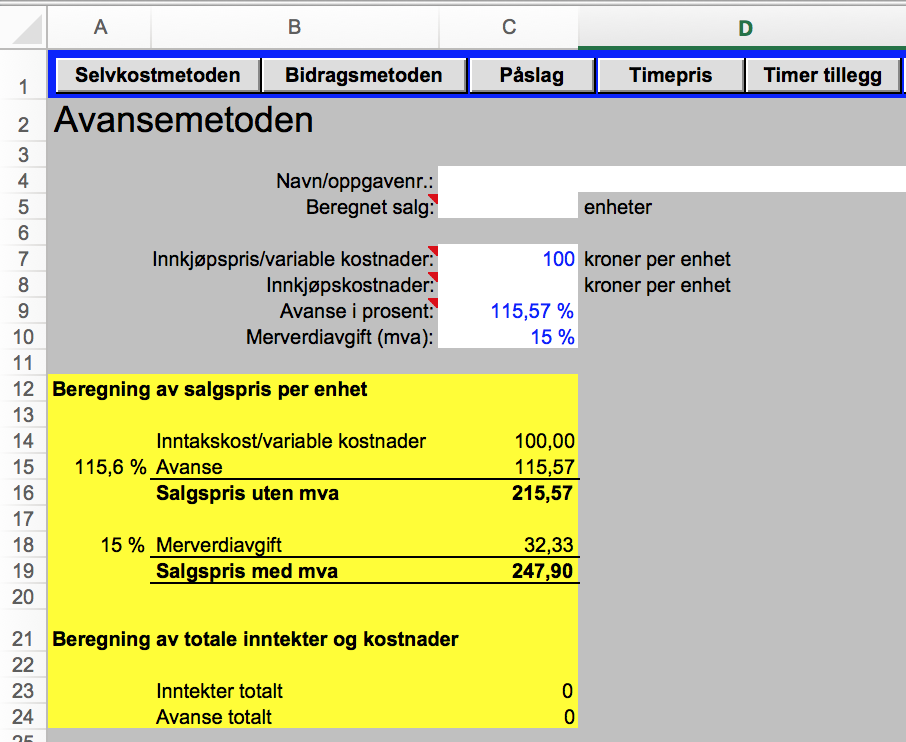 A B C D
1 Selvkostmetoden Bidragsmetoden Påslag Timepris Timer tillegg
2 Avansemetoden
3
4 Navn/oppgavenr.:
5 Beregnet salg: enheter
6
7 Innkjøpspris/variable kostnader: 100 kroner per enhet
8 Innkjøpskostnader: kroner per enhet
9 Avanse i prosent: 115,57 %
10 Merverdiavgift (mva): 15 %
11
12 Beregning av salgspris per enhet
13
14 Inntakskost/variable kostnader 100,00
15 115,6 % Avanse 115,57
16 Salgspris uten mva 215,57
17
18 15 % Merverdiavgift 32,33
19 Salgspris med mva 247,90
20
21 Beregning av totale inntekter og kostnader
22
23 Inntekter totalt 0
24 Avanse totalt 0
25